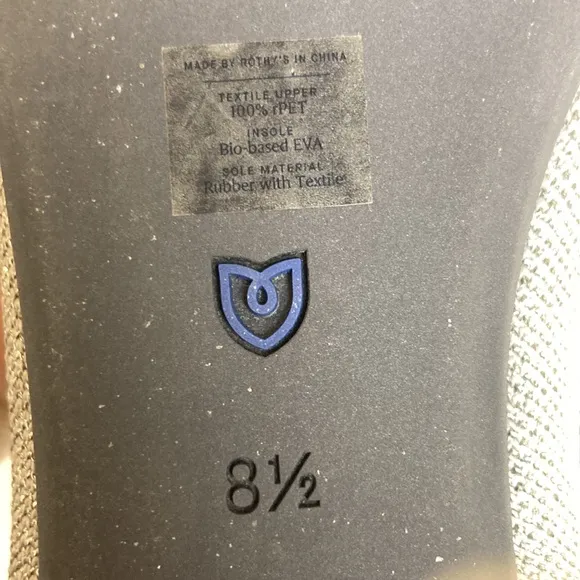 MADE BY ROTHY'S IN CHINA
TEXTILE UPPER
100% rPET
INSOLE
Bio-based EVA
SOLE MATERIAL
Rubber with Textile
8½